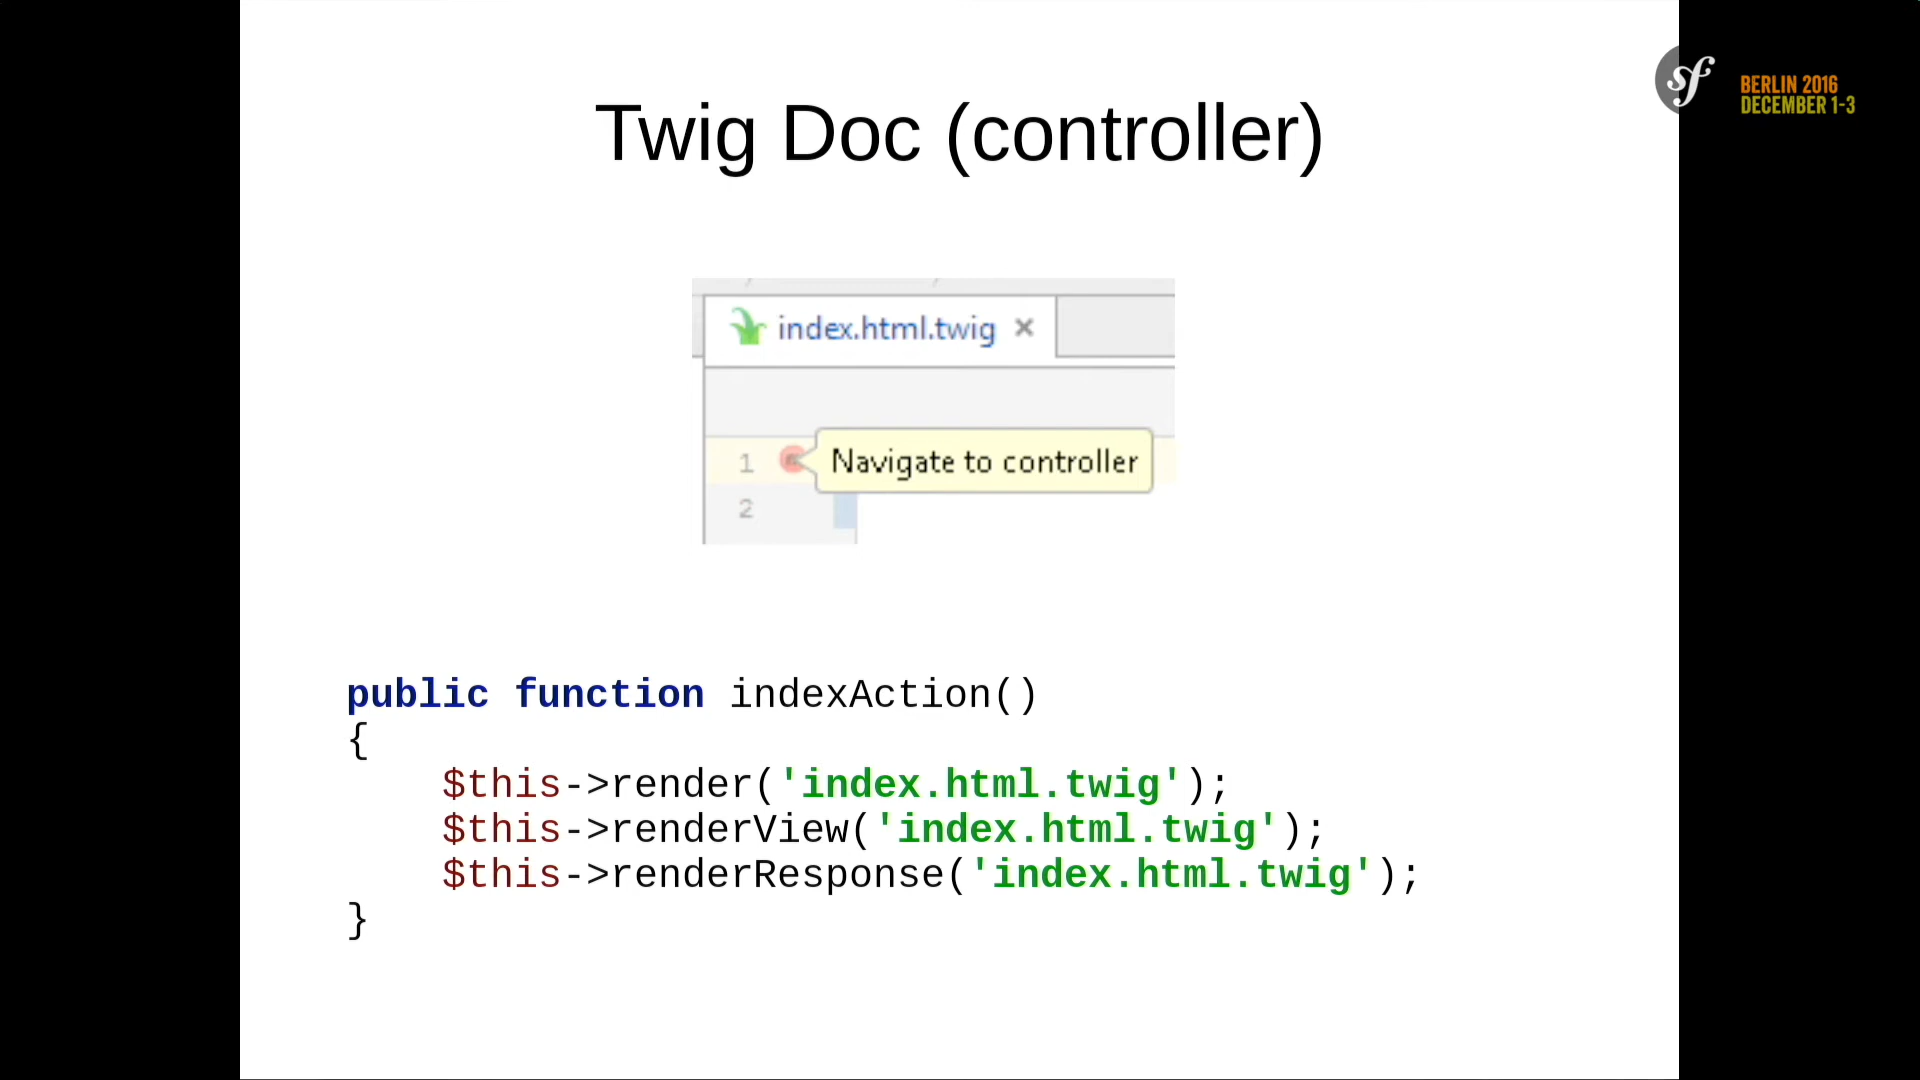 sf
BERLIN 2016
DECEMBER 1-3
Twig Doc (controller)
index.html.twig ×
1 Navigate to controller
2
public function indexAction()
{
    $this->render('index.html.twig');
    $this->renderView('index.html.twig');
    $this->renderResponse('index.html.twig');
}